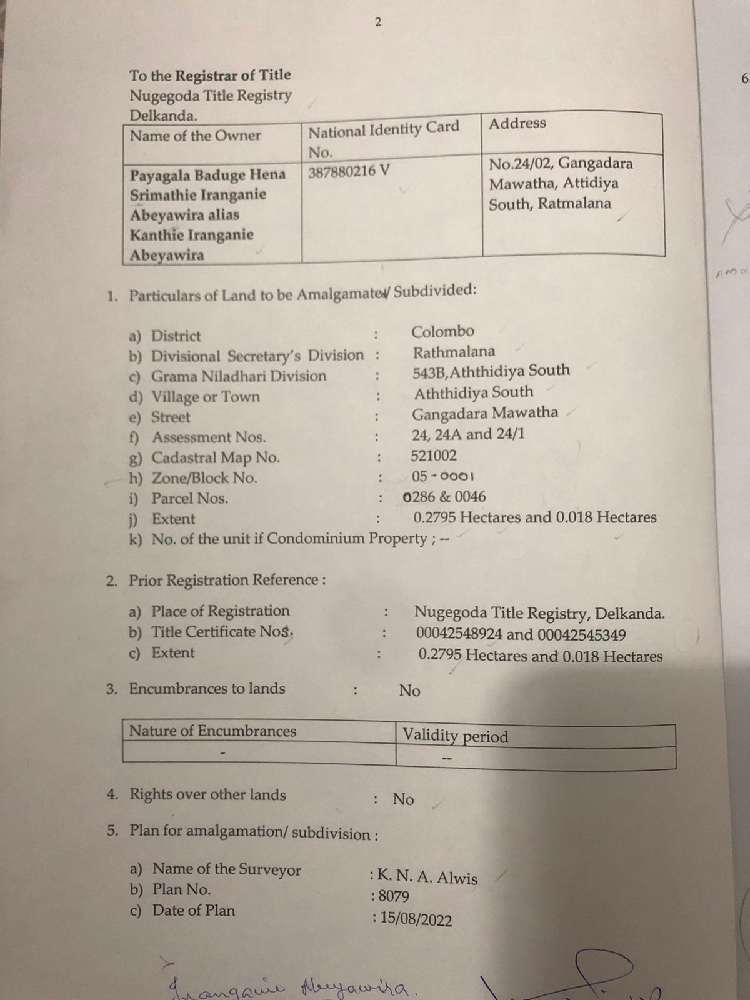 2
To the Registrar of Title
Nugegoda Title Registry
Delkanda.
Name of the Owner
National Identity Card No.
Address
Payagala Baduge Hena
Srimathie Iranganie
Abeyawira alias
Kanthie Iranganie
Abeyawira
387880216 V
No.24/02, Gangadara
Mawatha, Attidiya
South, Ratmalana
1. Particulars of Land to be Amalgamated/ Subdivided:
a) District : Colombo
b) Divisional Secretary's Division : Rathmalana
c) Grama Niladhari Division : 543B,Aththidiya South
d) Village or Town : Aththidiya South
e) Street : Gangadara Mawatha
f) Assessment Nos. : 24, 24A and 24/1
g) Cadastral Map No. : 521002
h) Zone/Block No. : 05 - 0001
i) Parcel Nos. : 0286 & 0046
j) Extent : 0.2795 Hectares and 0.018 Hectares
k) No. of the unit if Condominium Property ; --
2. Prior Registration Reference :
a) Place of Registration : Nugegoda Title Registry, Delkanda.
b) Title Certificate Nos. : 00042548924 and 00042545349
c) Extent : 0.2795 Hectares and 0.018 Hectares
3. Encumbrances to lands : No
Nature of Encumbrances Validity period
- --
4. Rights over other lands : No
5. Plan for amalgamation/ subdivision :
a) Name of the Surveyor : K. N. A. Alwis
b) Plan No. : 8079
c) Date of Plan : 15/08/2022
Iranganie Abeyawira.
6